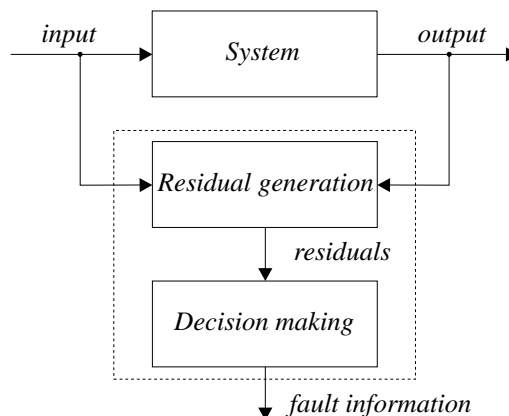 input
System
output
Residual generation
residuals
Decision making
fault information